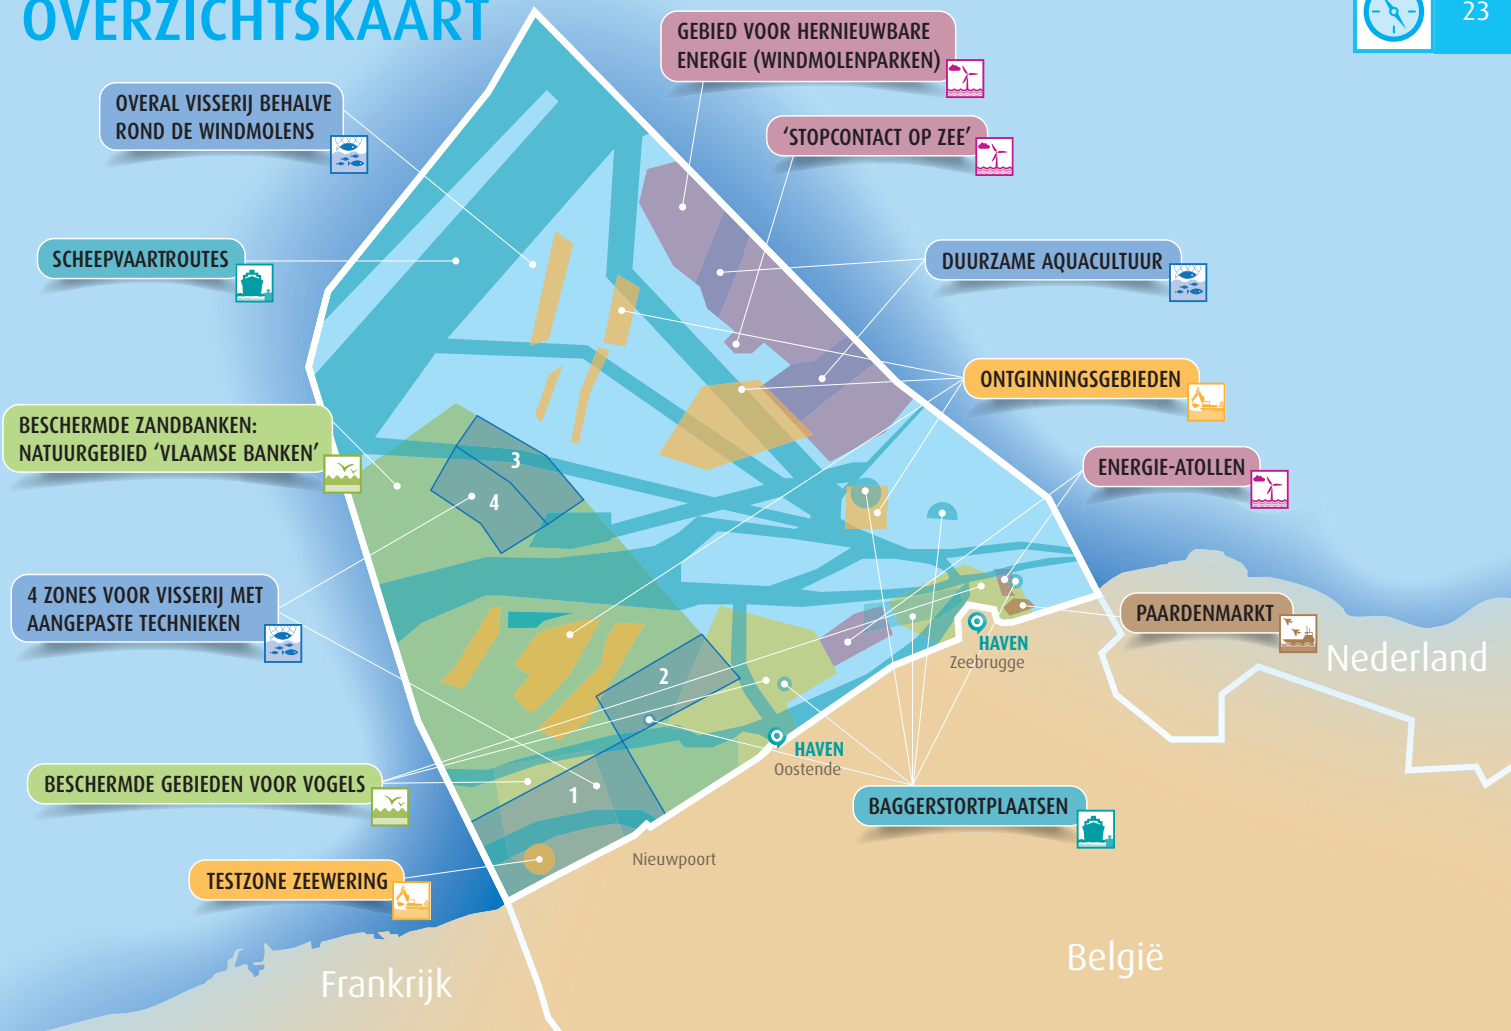 OVERZICHTSKAART
23
GEBIED VOOR HERNIEUWBARE
ENERGIE (WINDMOLENPARKEN)
OVERAL VISSERIJ BEHALVE
ROND DE WINDMOLENS
‘STOPCONTACT OP ZEE’
SCHEEPVAARTROUTES
DUURZAME AQUACULTUUR
ONTGINNINGSGEBIEDEN
BESCHERMDE ZANDBANKEN:
NATUURGEBIED ‘VLAAMSE BANKEN’
3
4
ENERGIE-ATOLLEN
4 ZONES VOOR VISSERIJ MET
AANGEPASTE TECHNIEKEN
PAARDENMARKT
HAVEN
Zeebrugge
Nederland
2
HAVEN
Oostende
BESCHERMDE GEBIEDEN VOOR VOGELS
1
BAGGERSTORTPLAATSEN
Nieuwpoort
TESTZONE ZEEWERING
België
Frankrijk